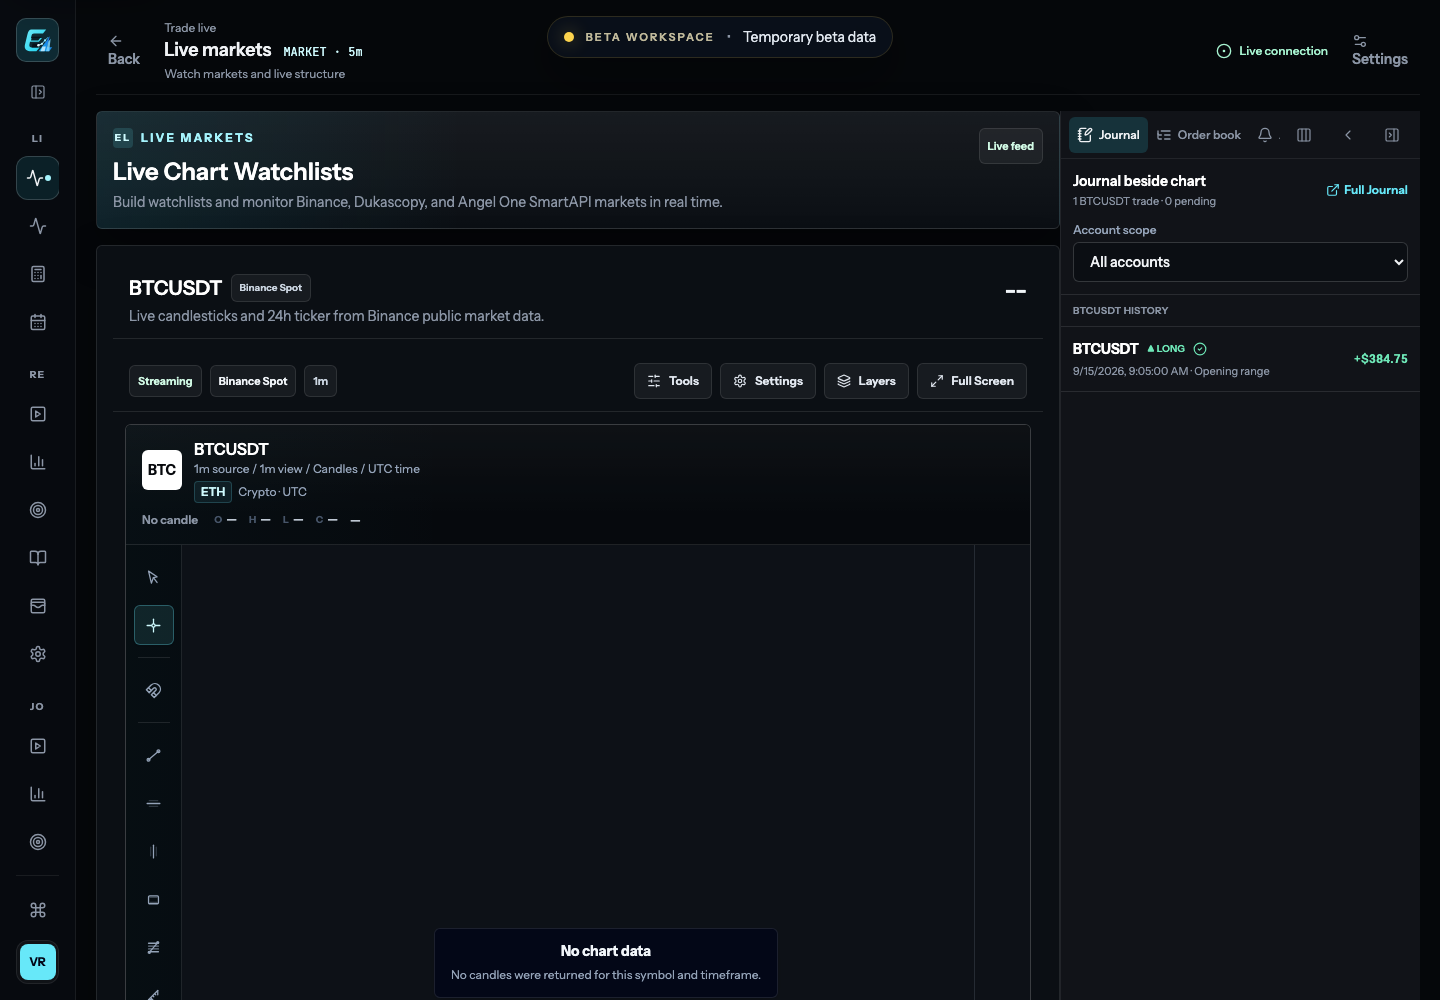 LI
RE
JO
VR
← Back
Trade live
Live markets MARKET · 5m
Watch markets and live structure
BETA WORKSPACE · Temporary beta data
Live connection
Settings
EL LIVE MARKETS
Live Chart Watchlists
Build watchlists and monitor Binance, Dukascopy, and Angel One SmartAPI markets in real time.
Live feed
BTCUSDT Binance Spot
--
Live candlesticks and 24h ticker from Binance public market data.
Streaming Binance Spot 1m
Tools Settings Layers Full Screen
BTC
BTCUSDT
1m source / 1m view / Candles / UTC time
ETH Crypto · UTC
No candle O — H — L — C — —
No chart data
No candles were returned for this symbol and timeframe.
Journal Order book
Journal beside chart
1 BTCUSDT trade · 0 pending
Full Journal
Account scope
All accounts
BTCUSDT HISTORY
BTCUSDT ▲ LONG
9/15/2026, 9:05:00 AM · Opening range
+$384.75